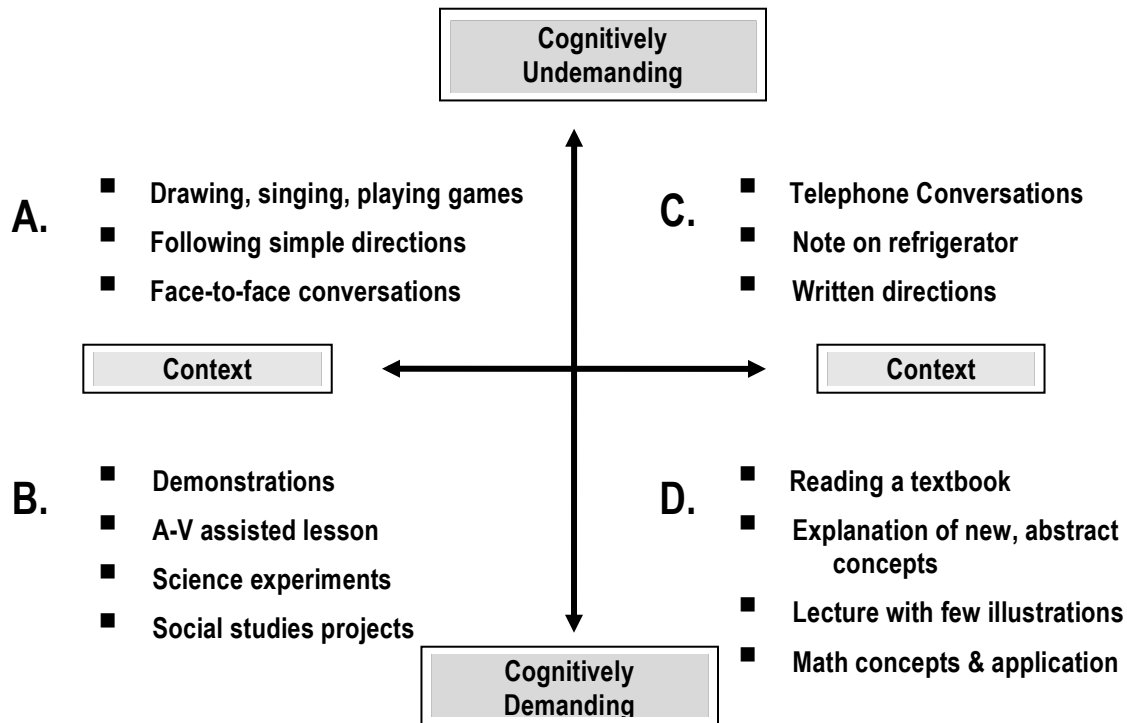 Cognitively
Undemanding
A.
■ Drawing, singing, playing games
■ Following simple directions
■ Face-to-face conversations
C.
■ Telephone Conversations
■ Note on refrigerator
■ Written directions
Context
Context
B.
■ Demonstrations
■ A-V assisted lesson
■ Science experiments
■ Social studies projects
D.
■ Reading a textbook
■ Explanation of new, abstract
concepts
■ Lecture with few illustrations
■ Math concepts & application
Cognitively
Demanding